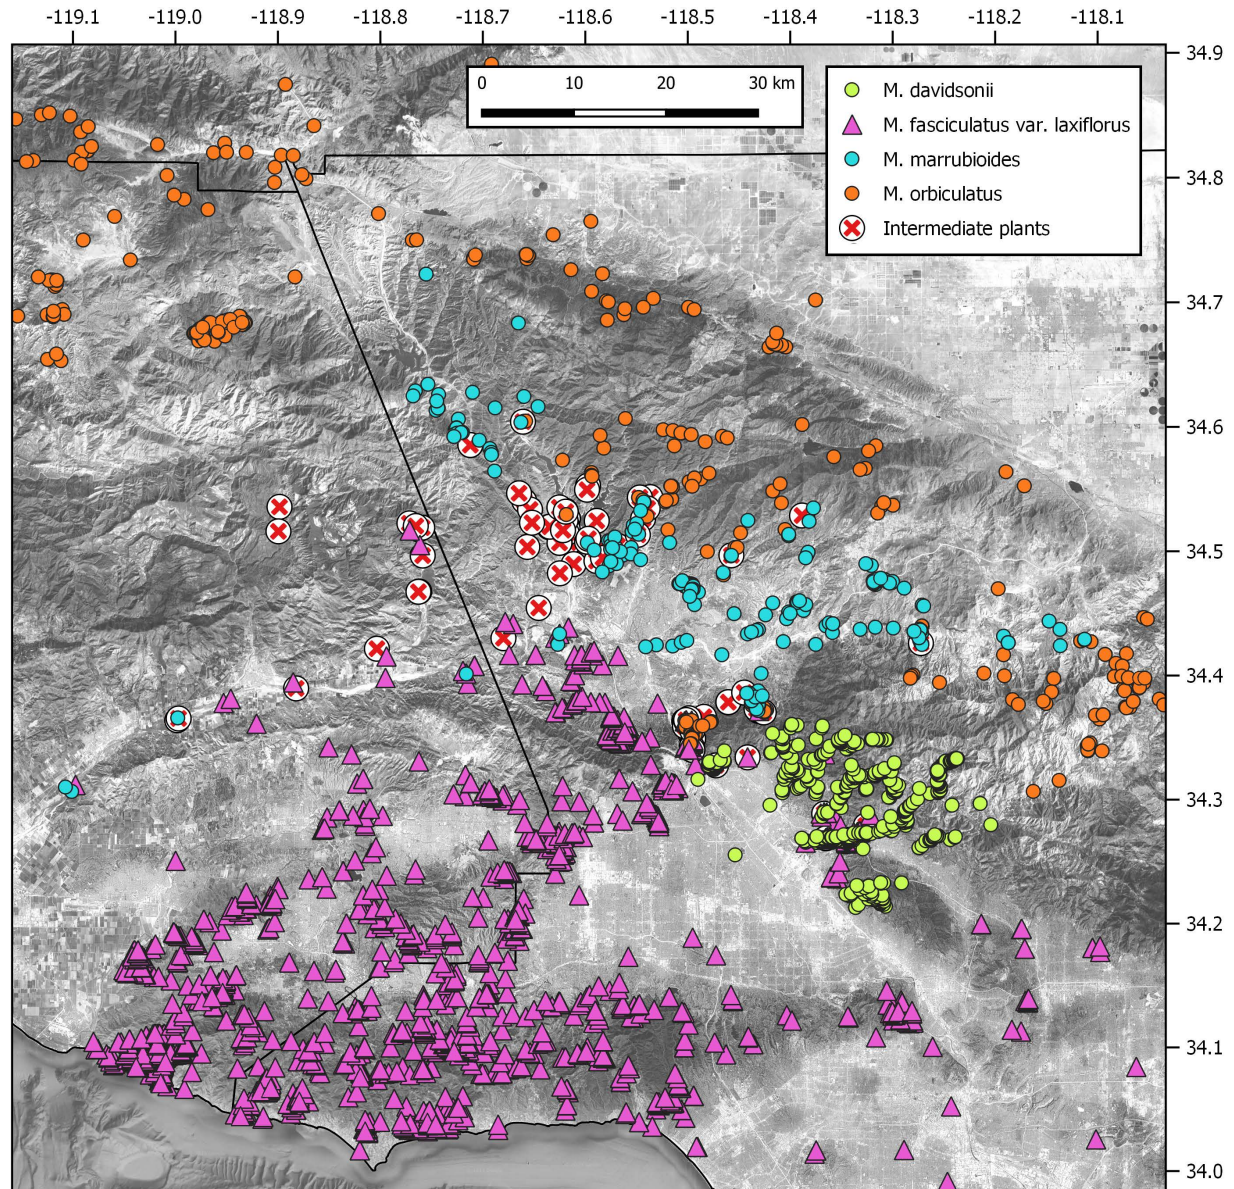 -119.1 -119.0 -118.9 -118.8 -118.7 -118.6 -118.5 -118.4 -118.3 -118.2 -118.1
34.9
0 10 20 30 km
M. davidsonii
M. fasciculatus var. laxiflorus
M. marrubioides
M. orbiculatus
Intermediate plants
34.8
34.7
34.6
34.5
34.4
34.3
34.2
34.1
34.0